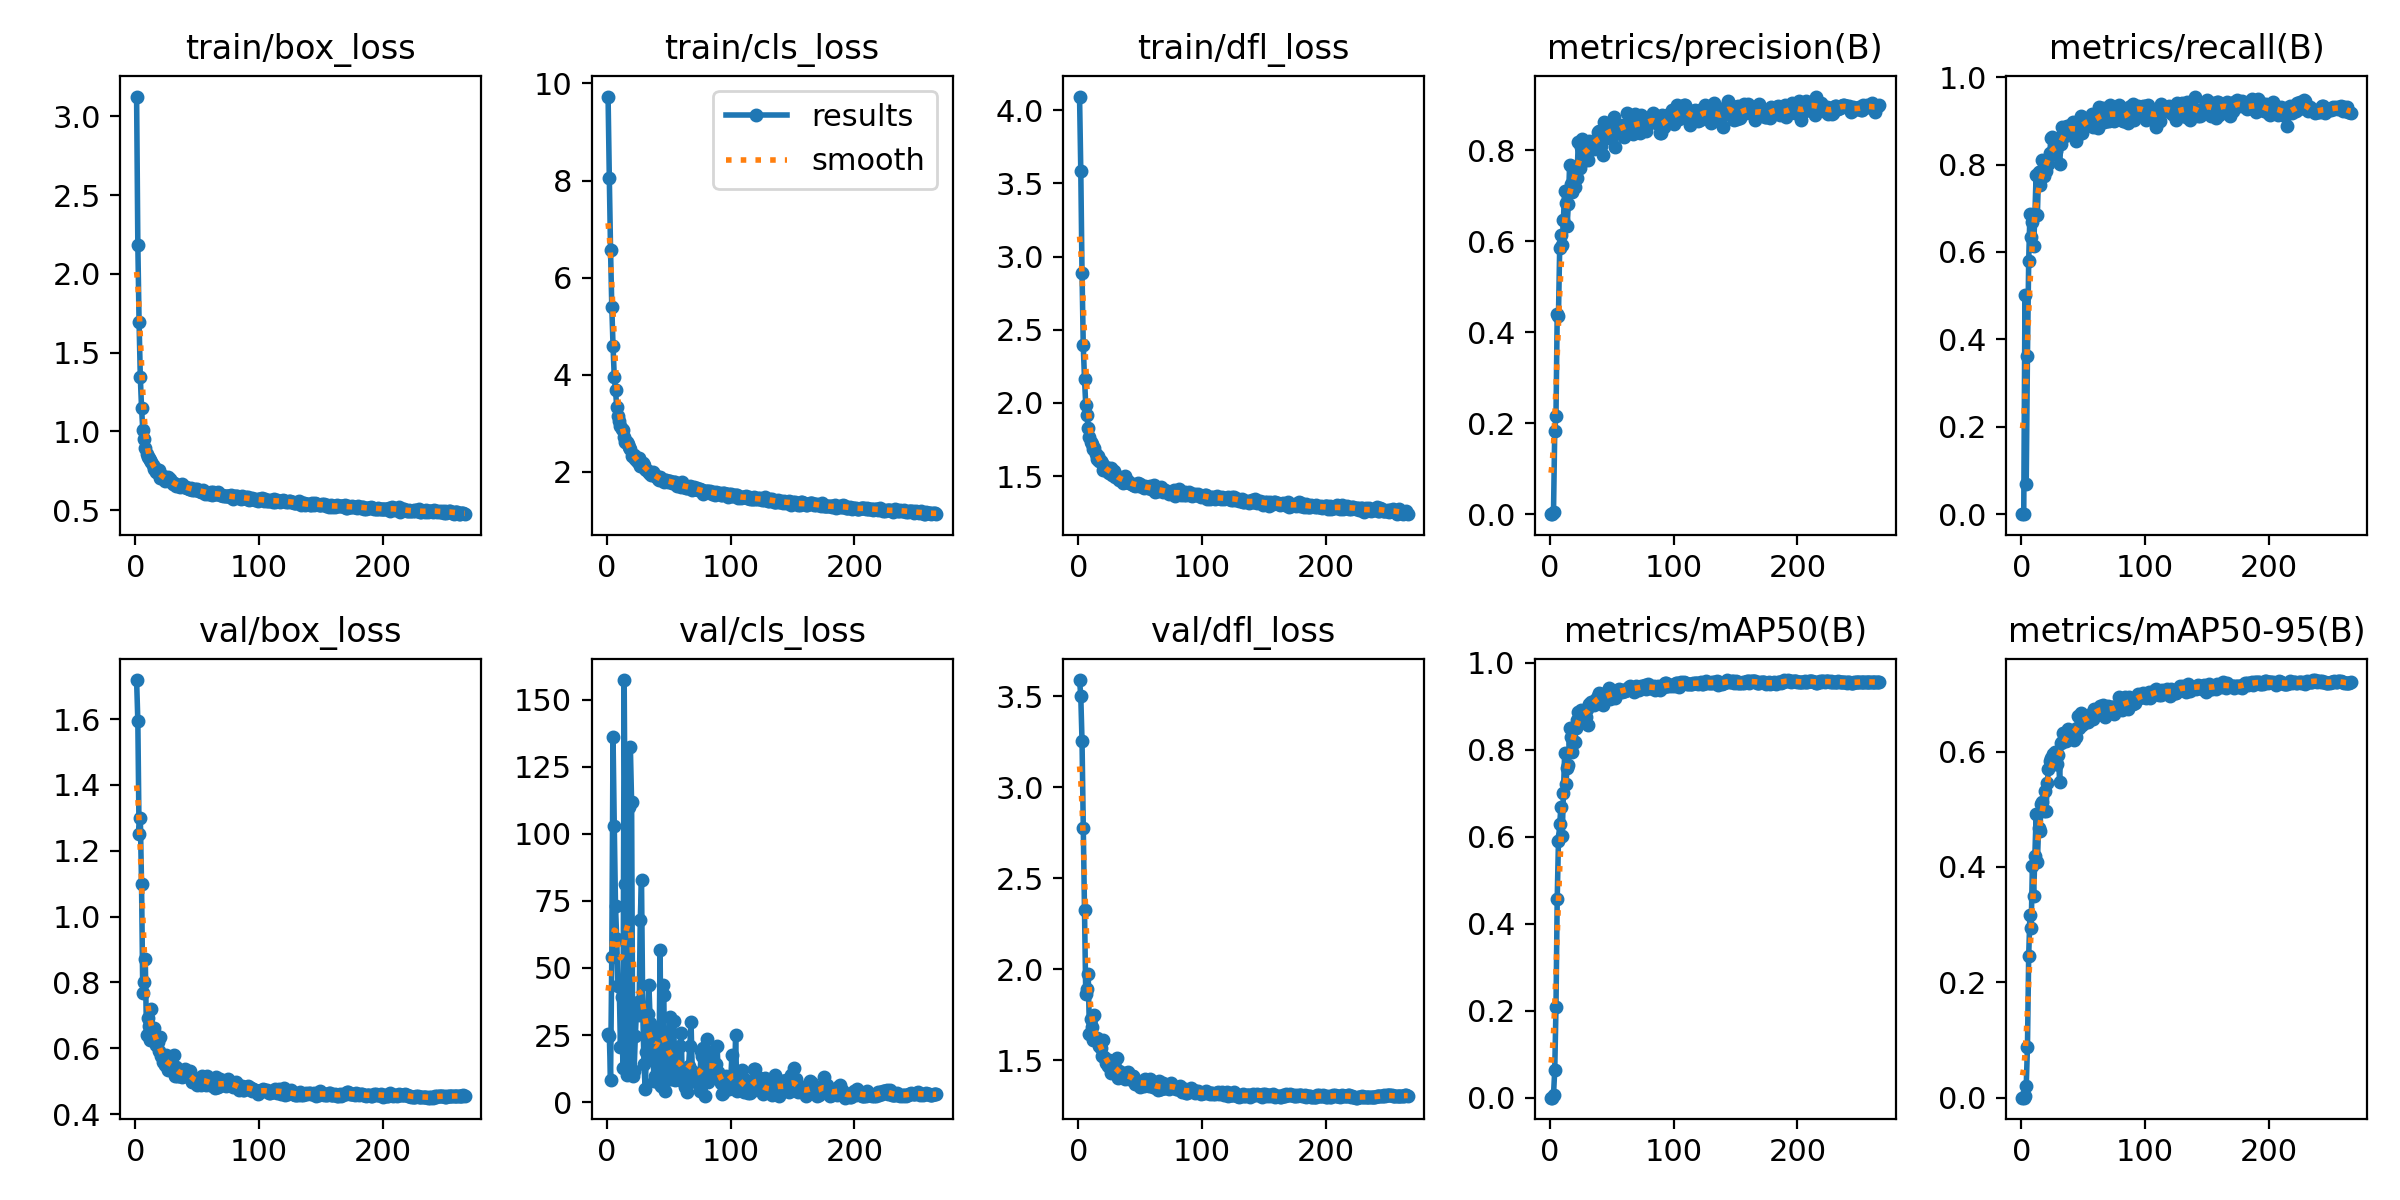 train/box_loss
train/cls_loss
train/dfl_loss
metrics/precision(B)
metrics/recall(B)
3.0
2.5
2.0
1.5
1.0
0.5
0 100 200
10
8
6
4
2
0 100 200
results
smooth
4.0
3.5
3.0
2.5
2.0
1.5
0 100 200
0.8
0.6
0.4
0.2
0.0
0 100 200
1.0
0.8
0.6
0.4
0.2
0.0
0 100 200
val/box_loss
val/cls_loss
val/dfl_loss
metrics/mAP50(B)
metrics/mAP50-95(B)
1.6
1.4
1.2
1.0
0.8
0.6
0.4
0 100 200
150
125
100
75
50
25
0
0 100 200
3.5
3.0
2.5
2.0
1.5
0 100 200
1.0
0.8
0.6
0.4
0.2
0.0
0 100 200
0.6
0.4
0.2
0.0
0 100 200